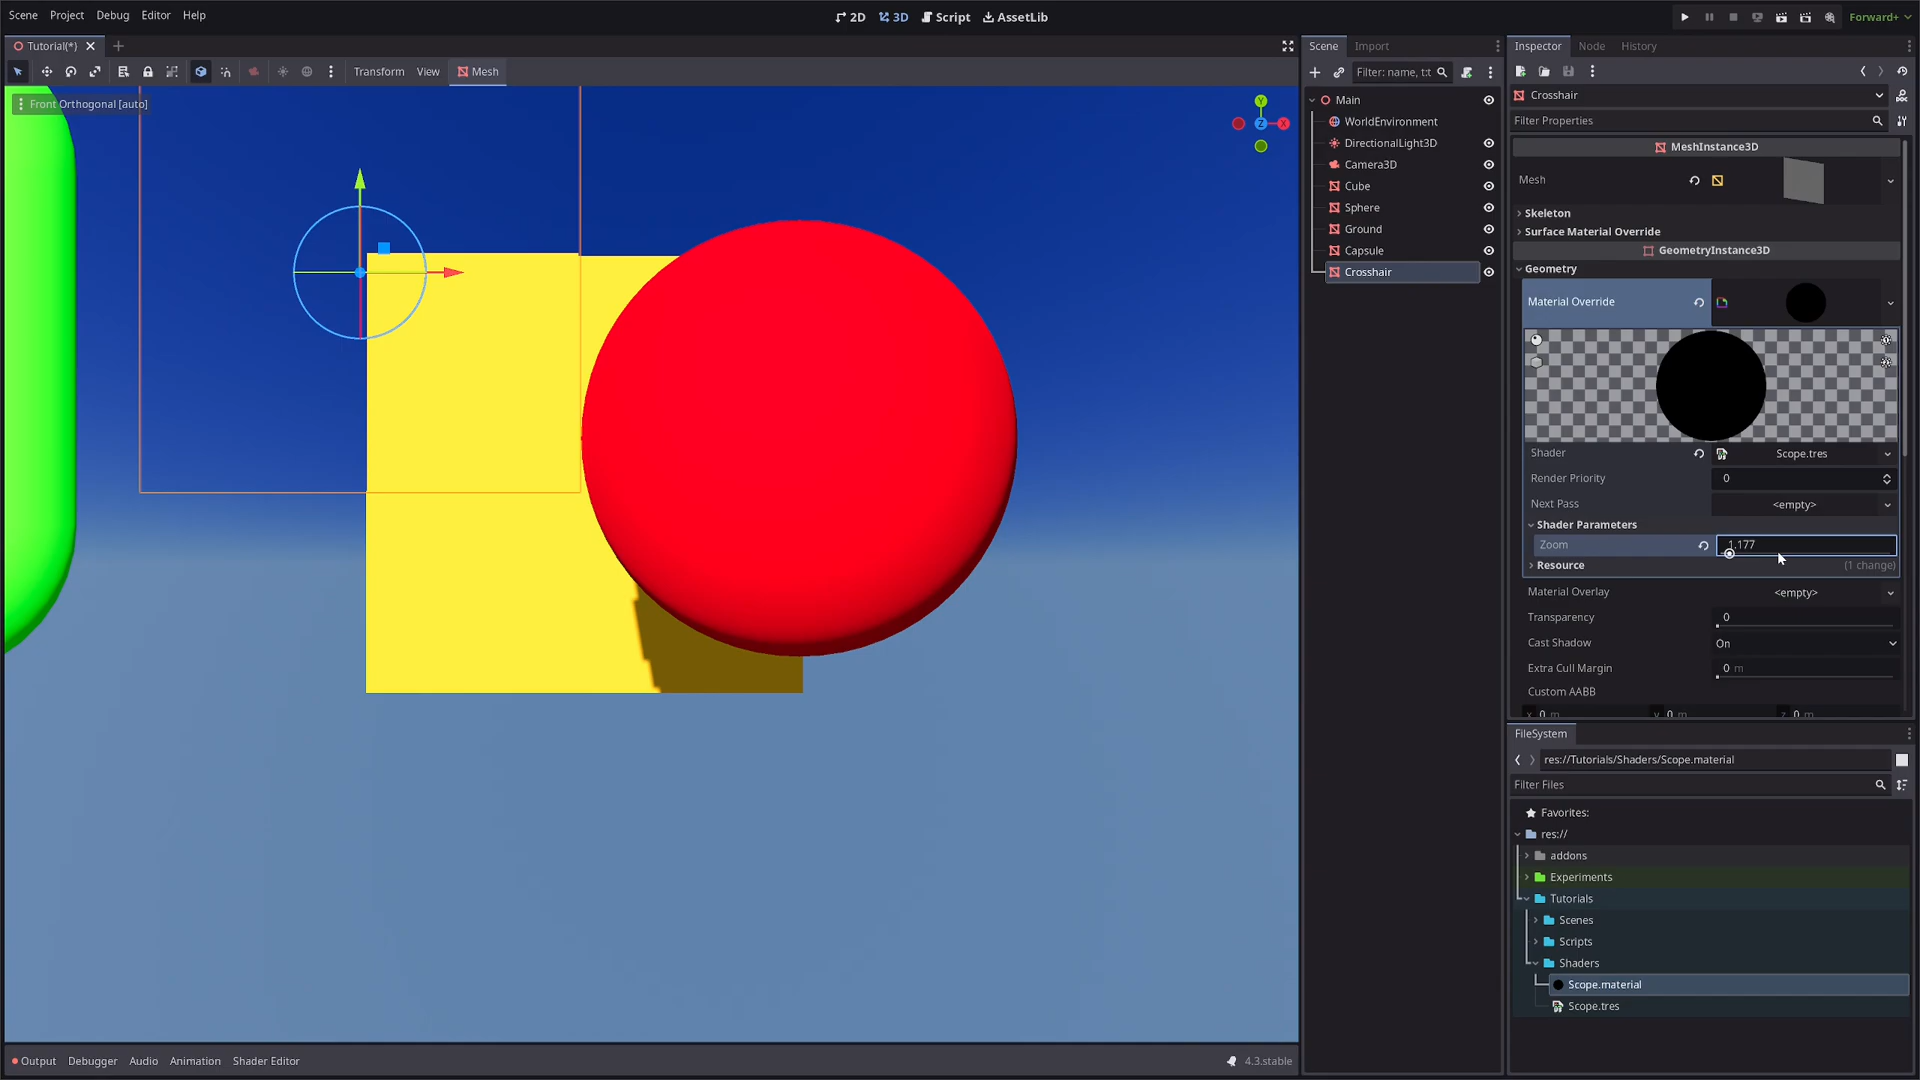 Scene Project Debug Editor Help
2D 3D Script AssetLib
Forward+
Tutorial(*)
Transform View Mesh
Front Orthogonal [auto]
Y
X
Z
Output Debugger Audio Animation Shader Editor
4.3.stable
Scene Import
Filter: name, t:t
Main
WorldEnvironment
DirectionalLight3D
Camera3D
Cube
Sphere
Ground
Capsule
Crosshair
Inspector Node History
Crosshair
Filter Properties
MeshInstance3D
Mesh
Skeleton
Surface Material Override
GeometryInstance3D
Geometry
Material Override
Shader Scope.tres
Render Priority 0
Next Pass <empty>
Shader Parameters
Zoom 1.177
Resource (1 change)
Material Overlay <empty>
Transparency 0
Cast Shadow On
Extra Cull Margin 0 m
Custom AABB
x 0 m y 0 m z 0 m
FileSystem
res://Tutorials/Shaders/Scope.material
Filter Files
Favorites:
res://
addons
Experiments
Tutorials
Scenes
Scripts
Shaders
Scope.material
Scope.tres